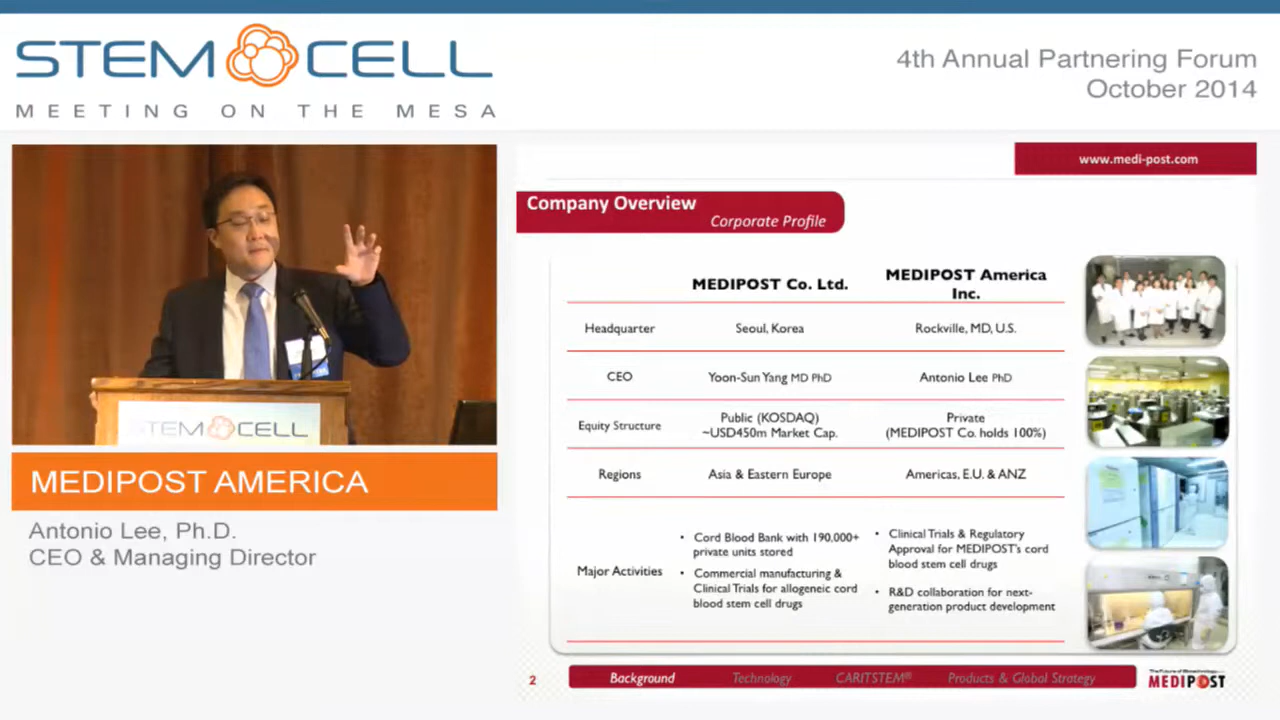 STEM CELL
MEETING ON THE MESA
4th Annual Partnering Forum
October 2014
STEM CELL
MEDIPOST AMERICA
Antonio Lee, Ph.D.
CEO & Managing Director
www.medi-post.com
Company Overview
Corporate Profile
MEDIPOST Co. Ltd.
MEDIPOST America
Inc.
Headquarter
Seoul, Korea
Rockville, MD, U.S.
CEO
Yoon-Sun Yang MD PhD
Antonio Lee PhD
Equity Structure
Public (KOSDAQ)
~USD450m Market Cap.
Private
(MEDIPOST Co. holds 100%)
Regions
Asia & Eastern Europe
Americas, E.U. & ANZ
Major Activities
• Cord Blood Bank with 190,000+
private units stored
• Commercial manufacturing &
Clinical Trials for allogeneic cord
blood stem cell drugs
• Clinical Trials & Regulatory
Approval for MEDIPOST's cord
blood stem cell drugs
• R&D collaboration for next-
generation product development
2
Background
Technology
CARITSTEM®
Products & Global Strategy
The Future of Biotechnology
MEDIPOST